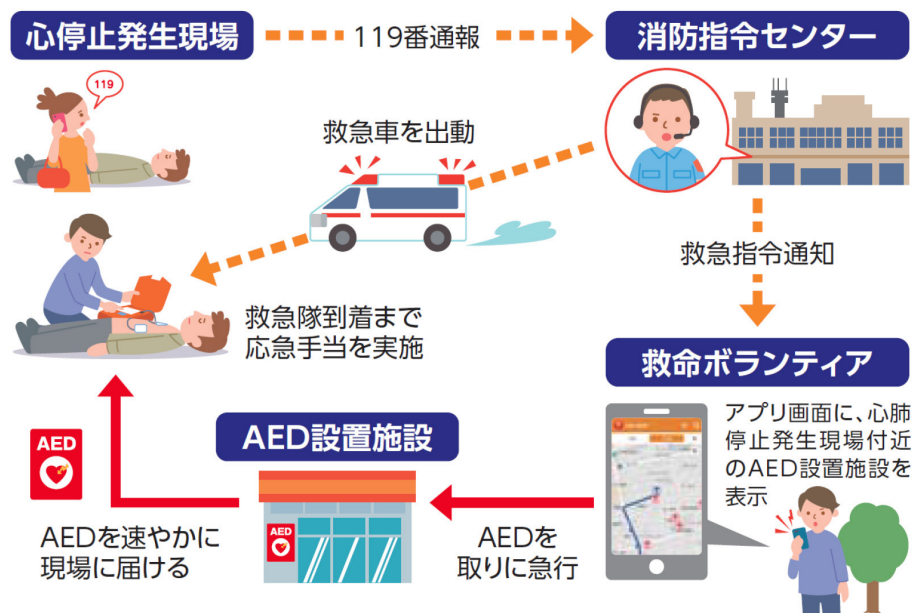 心停止発生現場
119番通報
消防指令センター
119
救急車を出動
救急指令通知
救急隊到着まで
応急手当を実施
救命ボランティア
アプリ画面に、心肺
停止発生現場付近
のAED設置施設を
表示
AED設置施設
AED
AED
AEDを速やかに
現場に届ける
AEDを
取りに急行